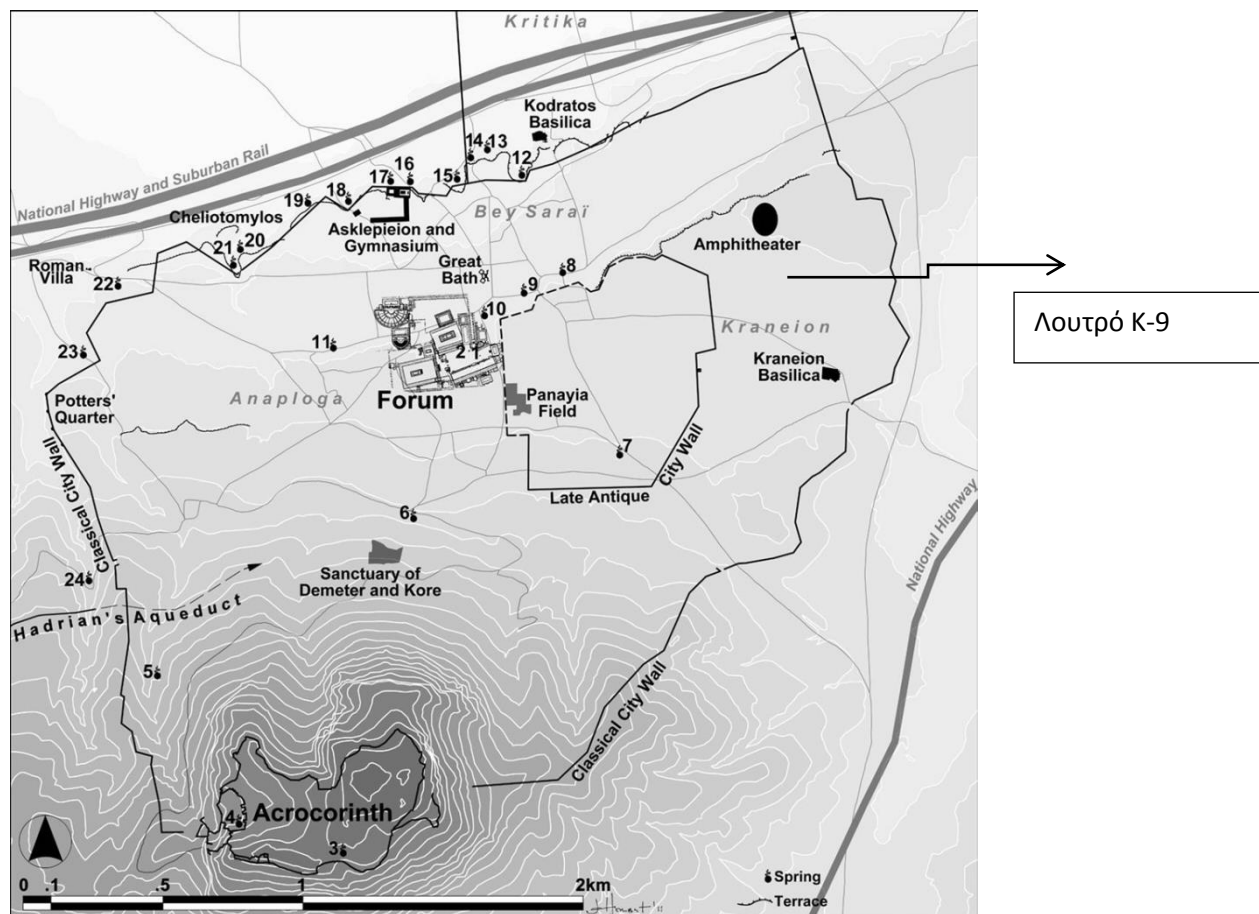 Kritika
Kodratos
Basilica
14
13
12
National Highway and Suburban Rail
17
16
15
19
18
Cheliotomylos
Asklepieion and
Gymnasium
Bey Saraï
Amphitheater
21
20
Roman
Villa
22
Great
Bath
8
9
10
Λουτρό Κ-9
23
11
2
1
Kraneion
Kraneion
Basilica
Potters'
Quarter
Anaploga
Forum
Panayia
Field
7
City Wall
Late Antique
Classical City Wall
6
National Highway
24
Sanctuary of
Demeter and Kore
Hadrian's Aqueduct
5
Classical City Wall
Acrocorinth
4
3
0
.1
.5
1
2km
Spring
Terrace